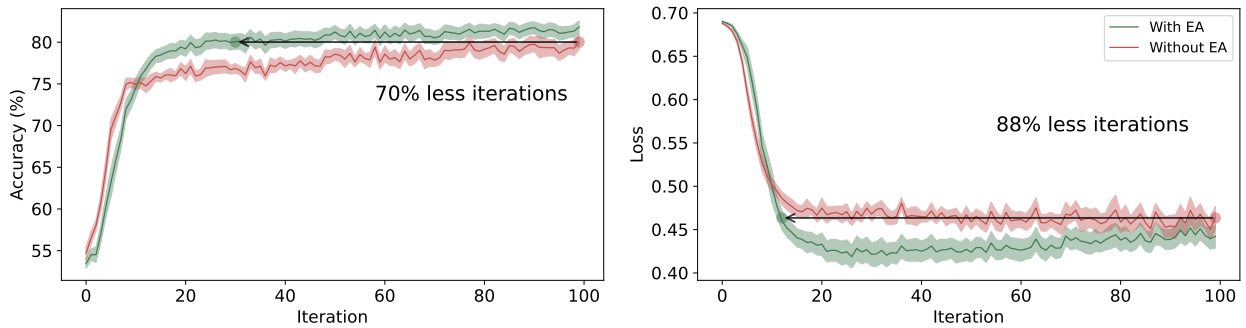 Accuracy (%)
80
75
70
65
60
55
70% less iterations
0 20 40 60 80 100
Iteration
Loss
0.70
0.65
0.60
0.55
0.50
0.45
0.40
With EA
Without EA
88% less iterations
0 20 40 60 80 100
Iteration